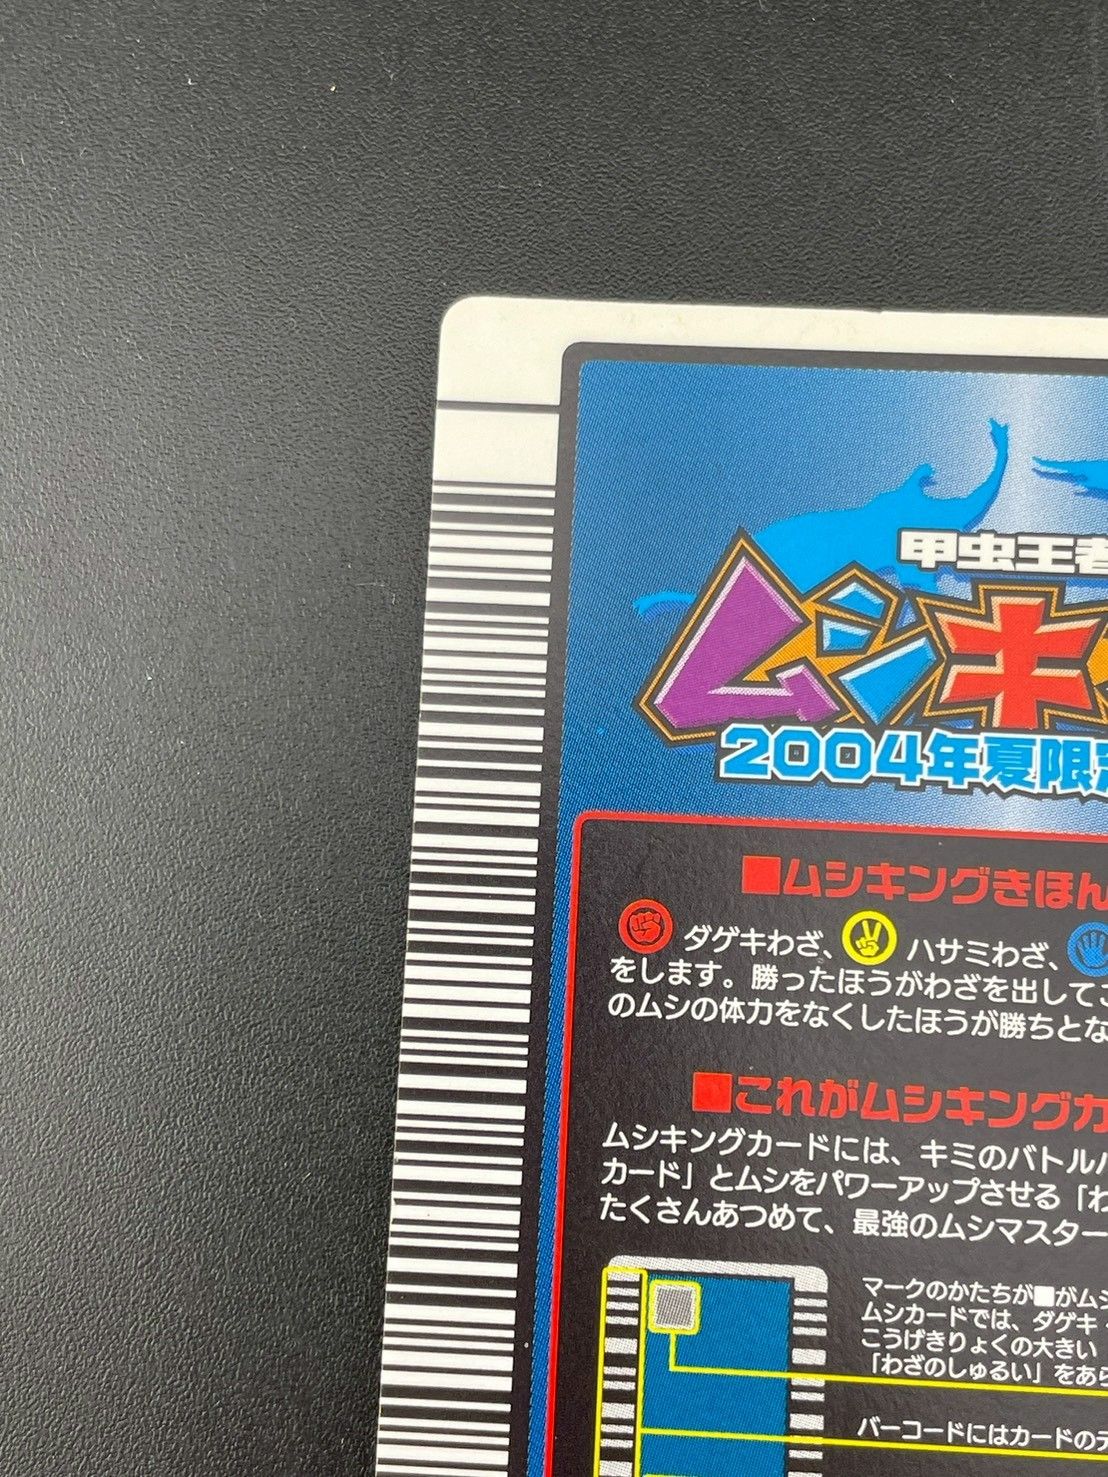 甲虫王者
ムシキ
2004年夏限定
■ムシキングきほん
ダゲキわざ、 ハサミわざ、
をします。勝ったほうがわざを出してこ
のムシの体力をなくしたほうが勝ちとな
■これがムシキングカ
ムシキングカードには、キミのバトルパ
カード」とムシをパワーアップさせる「わ
たくさんあつめて、最強のムシマスター
マークのかたちが■がムシ
ムシカードでは、ダゲキ・
こうげきりょくの大きい
「わざのしゅるい」をあら
バーコードにはカードのデ